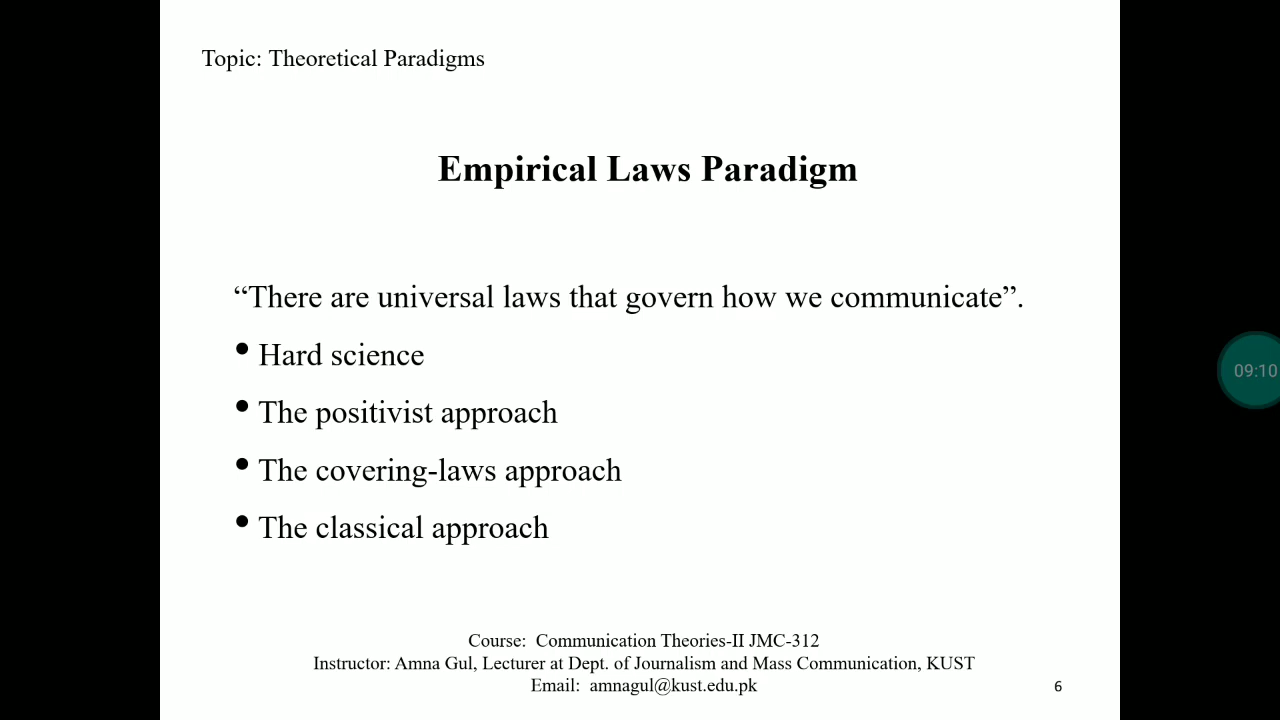 Topic: Theoretical Paradigms
Empirical Laws Paradigm
“There are universal laws that govern how we communicate”.
• Hard science
• The positivist approach
• The covering-laws approach
• The classical approach
09:10
Course:  Communication Theories-II JMC-312
Instructor: Amna Gul, Lecturer at Dept. of Journalism and Mass Communication, KUST
Email:  amnagul@kust.edu.pk
6